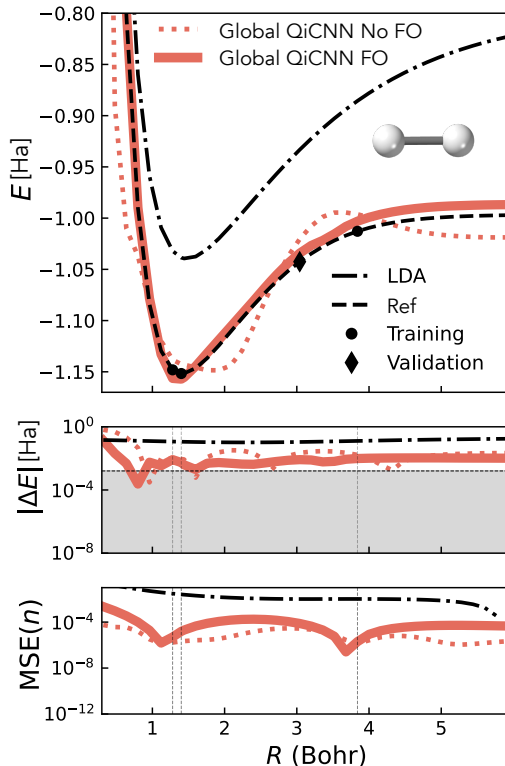 −0.80
−0.85
−0.90
−0.95
−1.00
−1.05
−1.10
−1.15
E [Ha]
Global QiCNN No FO
Global QiCNN FO
LDA
Ref
Training
Validation
10⁰
10⁻⁴
10⁻⁸
|ΔE| [Ha]
10⁻⁴
10⁻⁸
10⁻¹²
MSE(n)
1 2 3 4 5
R (Bohr)